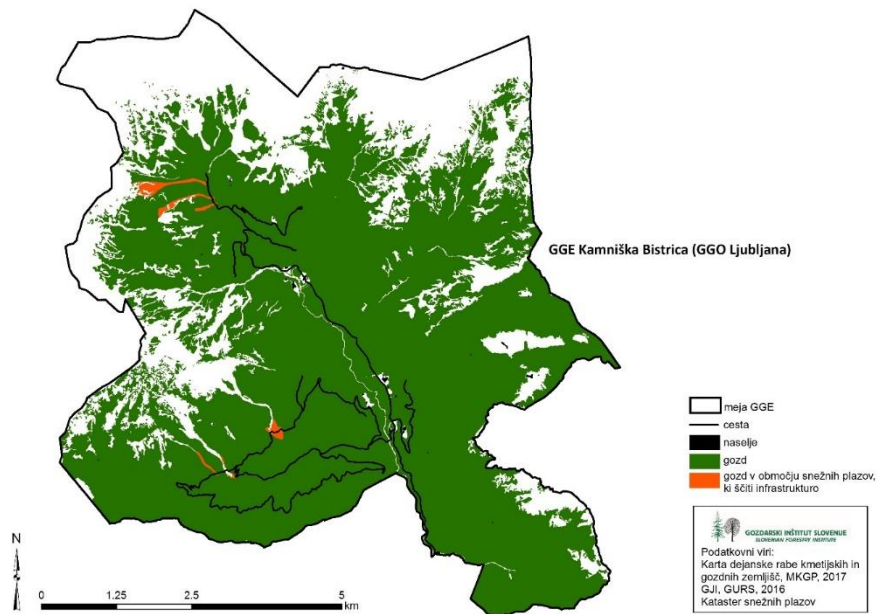 GGE Kamniška Bistrica (GGO Ljubljana)
meja GGE
cesta
naselje
gozd
gozd v območju snežnih plazov,
ki ščiti infrastrukturo
GOZDARSKI INŠTITUT SLOVENIJE
SLOVENIAN FORESTRY INSTITUTE
Podatkovni viri:
Karta dejanske rabe kmetijskih in
gozdnih zemljišč, MKGP, 2017
GJI, GURS, 2016
Kataster snežnih plazov
N
0 1.25 2.5 5
km